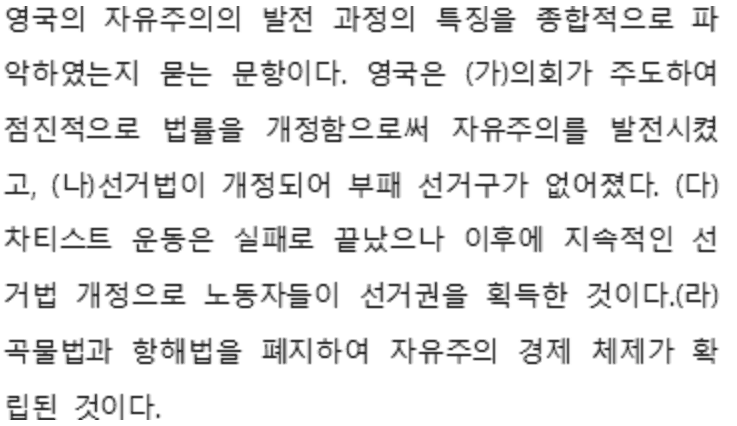 영국의 자유주의의 발전 과정의 특징을 종합적으로 파
악하였는지 묻는 문항이다. 영국은 (가)의회가 주도하여
점진적으로 법률을 개정함으로써 자유주의를 발전시켰
고, (나)선거법이 개정되어 부패 선거구가 없어졌다. (다)
차티스트 운동은 실패로 끝났으나 이후에 지속적인 선
거법 개정으로 노동자들이 선거권을 획득한 것이다.(라)
곡물법과 항해법을 폐지하여 자유주의 경제 체제가 확
립된 것이다.